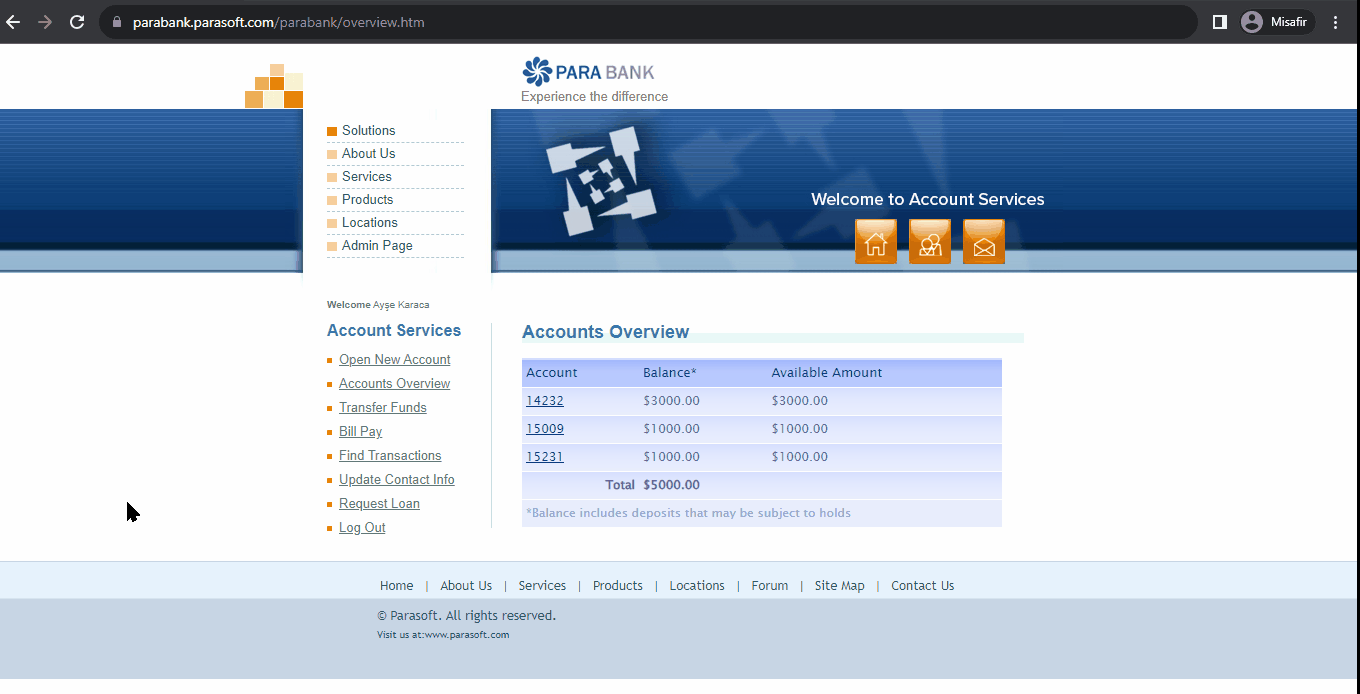 parabank.parasoft.com/parabank/overview.htm
Misafir
PARA BANK
Experience the difference
Solutions
About Us
Services
Products
Locations
Admin Page
Welcome to Account Services
Welcome Ayşe Karaca
Account Services
Open New Account
Accounts Overview
Transfer Funds
Bill Pay
Find Transactions
Update Contact Info
Request Loan
Log Out
Accounts Overview
Account Balance* Available Amount
14232 $3000.00 $3000.00
15009 $1000.00 $1000.00
15231 $1000.00 $1000.00
Total $5000.00
*Balance includes deposits that may be subject to holds
Home | About Us | Services | Products | Locations | Forum | Site Map | Contact Us
© Parasoft. All rights reserved.
Visit us at:www.parasoft.com